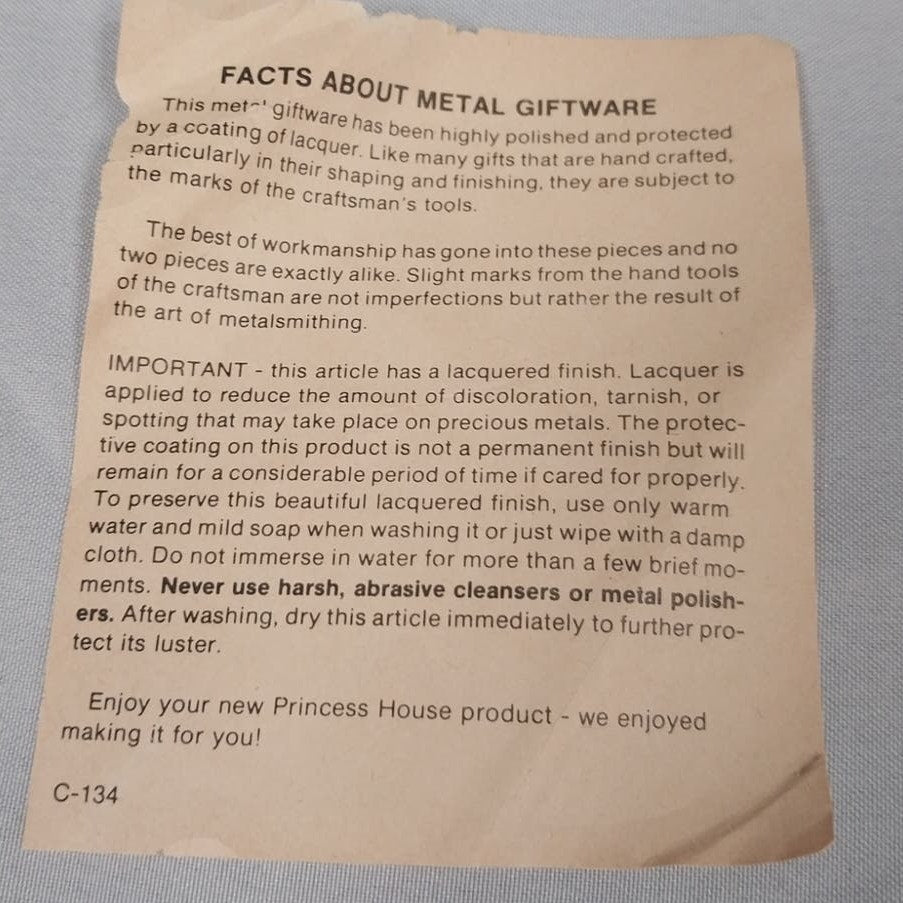 FACTS ABOUT METAL GIFTWARE
This metal giftware has been highly polished and protected
by a coating of lacquer. Like many gifts that are hand crafted,
particularly in their shaping and finishing, they are subject to
the marks of the craftsman's tools.
The best of workmanship has gone into these pieces and no
two pieces are exactly alike. Slight marks from the hand tools
of the craftsman are not imperfections but rather the result of
the art of metalsmithing.
IMPORTANT - this article has a lacquered finish. Lacquer is
applied to reduce the amount of discoloration, tarnish, or
spotting that may take place on precious metals. The protec-
tive coating on this product is not a permanent finish but will
remain for a considerable period of time if cared for properly.
To preserve this beautiful lacquered finish, use only warm
water and mild soap when washing it or just wipe with a damp
cloth. Do not immerse in water for more than a few brief mo-
ments. Never use harsh, abrasive cleansers or metal polish-
ers. After washing, dry this article immediately to further pro-
tect its luster.
Enjoy your new Princess House product - we enjoyed
making it for you!
C-134